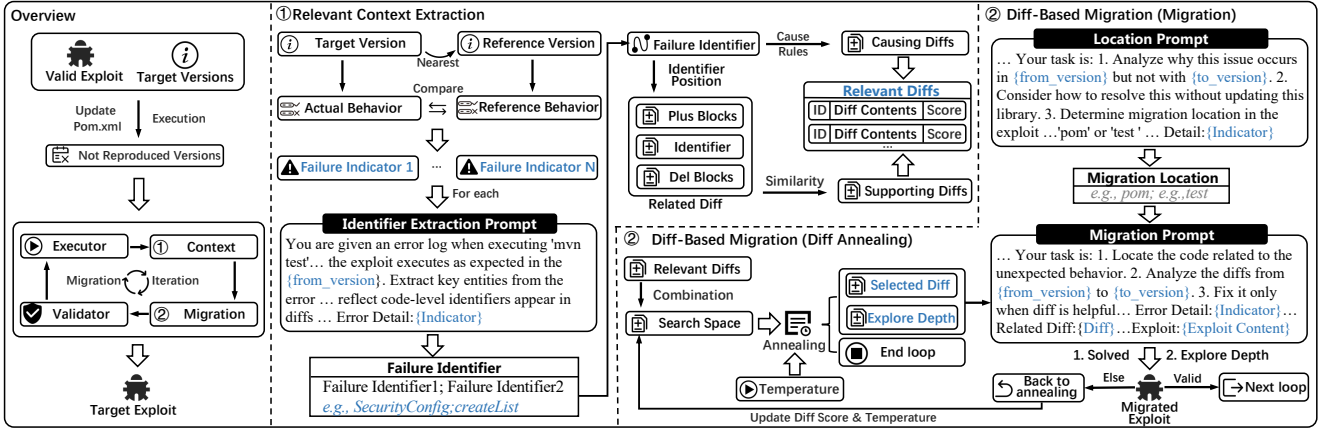 Overview
Valid Exploit
Target Versions
Update
Pom.xml
Execution
Not Reproduced Versions
Executor
① Context
Migration
Iteration
Validator
② Migration
Target Exploit
①Relevant Context Extraction
Target Version
Reference Version
Nearest
Compare
Actual Behavior
Reference Behavior
Failure Indicator 1
...
Failure Indicator N
For each
Identifier Extraction Prompt
You are given an error log when executing 'mvn
test'… the exploit executes as expected in the
{from_version}. Extract key entities from the
error … reflect code-level identifiers appear in
diffs … Error Detail:{Indicator}
Failure Identifier
Failure Identifier1; Failure Identifier2
e.g., SecurityConfig;createList
Failure Identifier
Cause
Rules
Causing Diffs
Identifier
Position
Plus Blocks
Identifier
Del Blocks
Related Diff
Similarity
Relevant Diffs
ID Diff Contents Score
ID Diff Contents Score
...
Supporting Diffs
② Diff-Based Migration (Diff Annealing)
Relevant Diffs
Combination
Search Space
Annealing
Temperature
Selected Diff
Explore Depth
End loop
Update Diff Score & Temperature
② Diff-Based Migration (Migration)
Location Prompt
… Your task is: 1. Analyze why this issue occurs
in {from_version} but not with {to_version}. 2.
Consider how to resolve this without updating this
library. 3. Determine migration location in the
exploit …'pom' or 'test ' … Detail:{Indicator}
Migration Location
e.g., pom; e.g.,test
Migration Prompt
… Your task is: 1. Locate the code related to the
unexpected behavior. 2. Analyze the diffs from
{from_version} to {to_version}. 3. Fix it only
when diff is helpful… Error Detail:{Indicator}…
Related Diff:{Diff}…Exploit:{Exploit Content}
1. Solved
2. Explore Depth
Back to
annealing
Else
Valid
Next loop
Migrated
Exploit